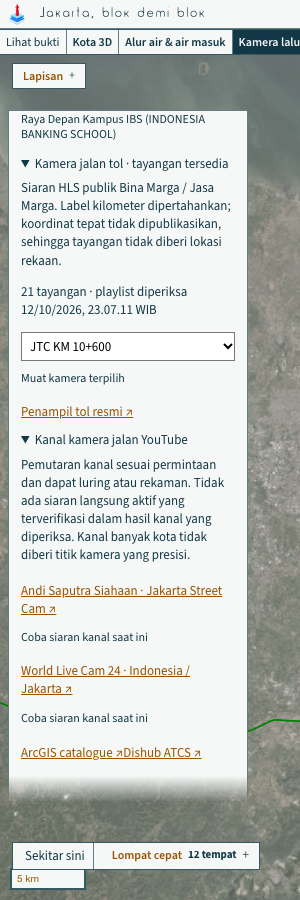 Jakarta, blok demi blok
Lihat bukti
Kota 3D
Alur air & air masuk
Kamera lalu
Lapisan +
Raya Depan Kampus IBS (INDONESIA
BANKING SCHOOL)
▼ Kamera jalan tol · tayangan tersedia
Siaran HLS publik Bina Marga / Jasa
Marga. Label kilometer dipertahankan;
koordinat tepat tidak dipublikasikan,
sehingga tayangan tidak diberi lokasi
rekaan.
21 tayangan · playlist diperiksa
12/10/2026, 23.07.11 WIB
JTC KM 10+600
Muat kamera terpilih
Penampil tol resmi ↗
▼ Kanal kamera jalan YouTube
Pemutaran kanal sesuai permintaan
dan dapat luring atau rekaman. Tidak
ada siaran langsung aktif yang
terverifikasi dalam hasil kanal yang
diperiksa. Kanal banyak kota tidak
diberi titik kamera yang presisi.
Andi Saputra Siahaan · Jakarta Street
Cam ↗
Coba siaran kanal saat ini
World Live Cam 24 · Indonesia /
Jakarta ↗
Coba siaran kanal saat ini
ArcGIS catalogue ↗Dishub ATCS ↗
Sekitar sini
Lompat cepat 12 tempat +
5 km